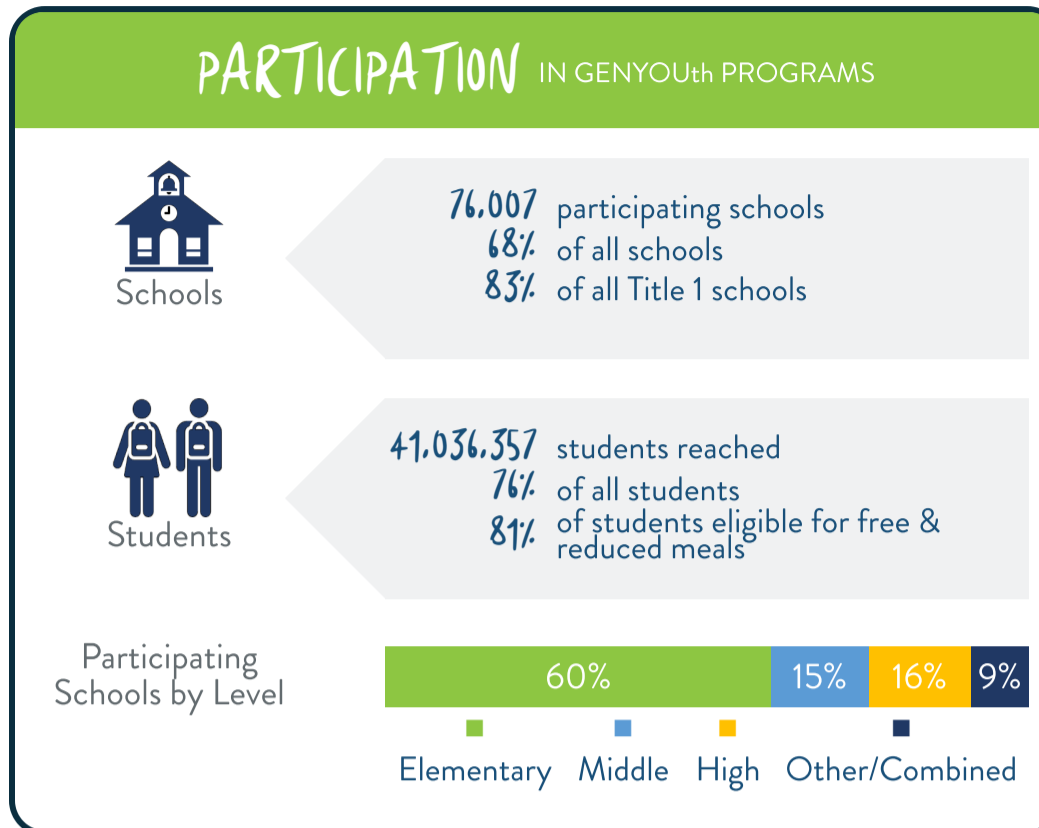 PARTICIPATION IN GENYOUth PROGRAMS
Schools
76,007 participating schools
68% of all schools
83% of all Title 1 schools
Students
41,036,357 students reached
76% of all students
81% of students eligible for free &
reduced meals
Participating
Schools by Level
60% 15% 16% 9%
Elementary Middle High Other/Combined